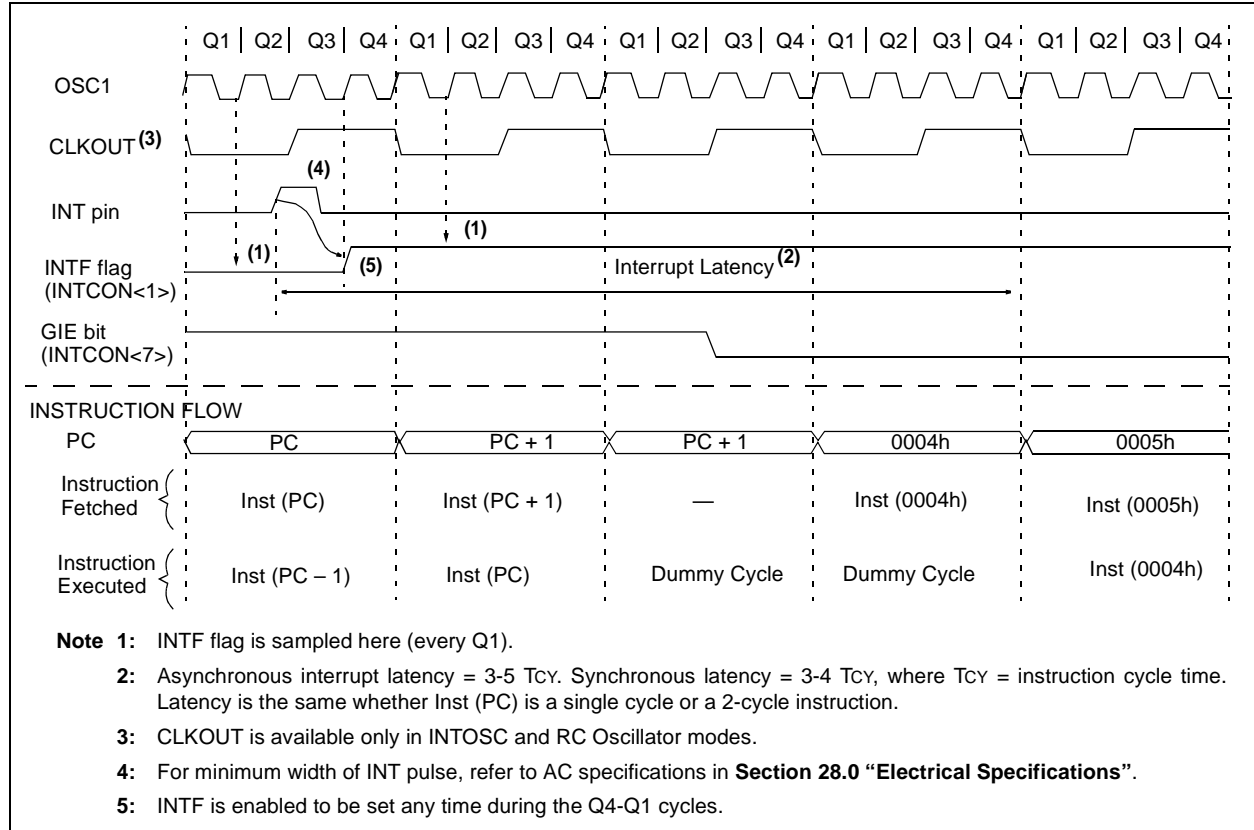 Q1 Q2 Q3 Q4 Q1 Q2 Q3 Q4 Q1 Q2 Q3 Q4 Q1 Q2 Q3 Q4 Q1 Q2 Q3 Q4
OSC1
CLKOUT (3)
(4)
INT pin
(1)
(1)
(5)
INTF flag
(INTCON<1>)
Interrupt Latency (2)
GIE bit
(INTCON<7>)
INSTRUCTION FLOW
PC PC PC + 1 PC + 1 0004h 0005h
Instruction
Fetched
Inst (PC) Inst (PC + 1) — Inst (0004h) Inst (0005h)
Instruction
Executed
Inst (PC – 1) Inst (PC) Dummy Cycle Dummy Cycle Inst (0004h)
Note 1: INTF flag is sampled here (every Q1).
2: Asynchronous interrupt latency = 3-5 TCY. Synchronous latency = 3-4 TCY, where TCY = instruction cycle time.
Latency is the same whether Inst (PC) is a single cycle or a 2-cycle instruction.
3: CLKOUT is available only in INTOSC and RC Oscillator modes.
4: For minimum width of INT pulse, refer to AC specifications in Section 28.0 “Electrical Specifications”.
5: INTF is enabled to be set any time during the Q4-Q1 cycles.